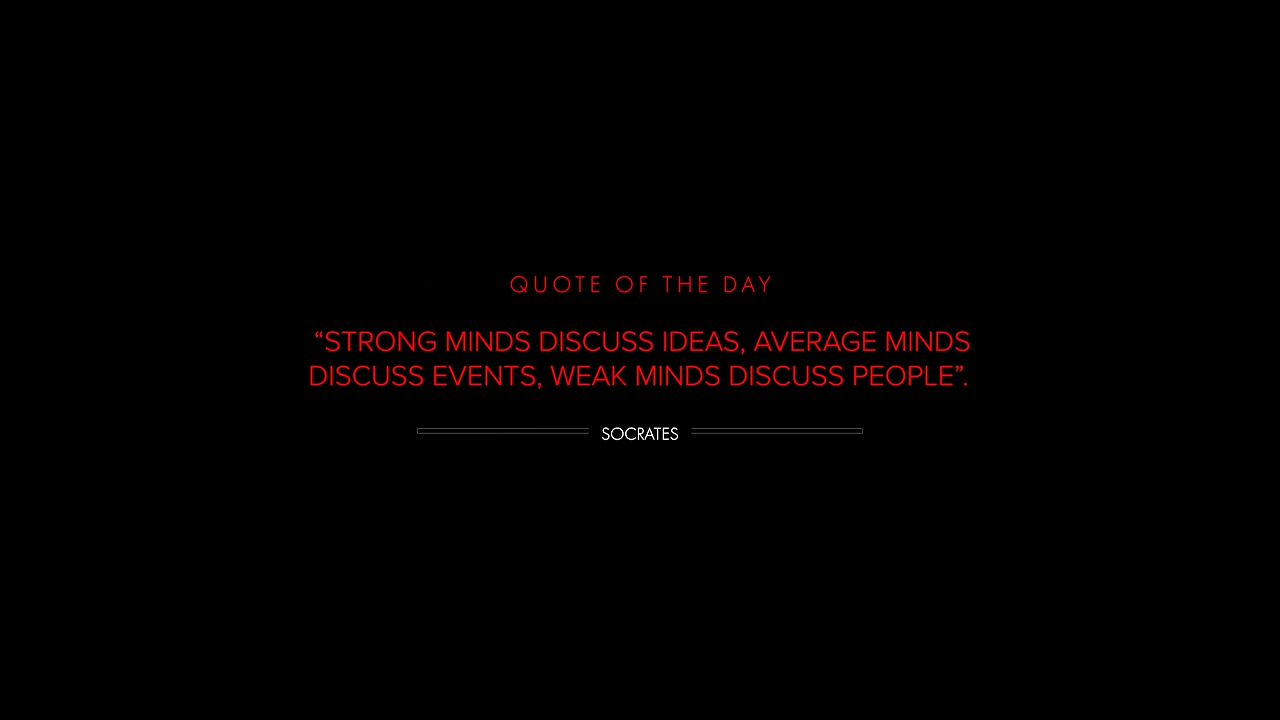 QUOTE OF THE DAY
“STRONG MINDS DISCUSS IDEAS, AVERAGE MINDS
DISCUSS EVENTS, WEAK MINDS DISCUSS PEOPLE”.
SOCRATES